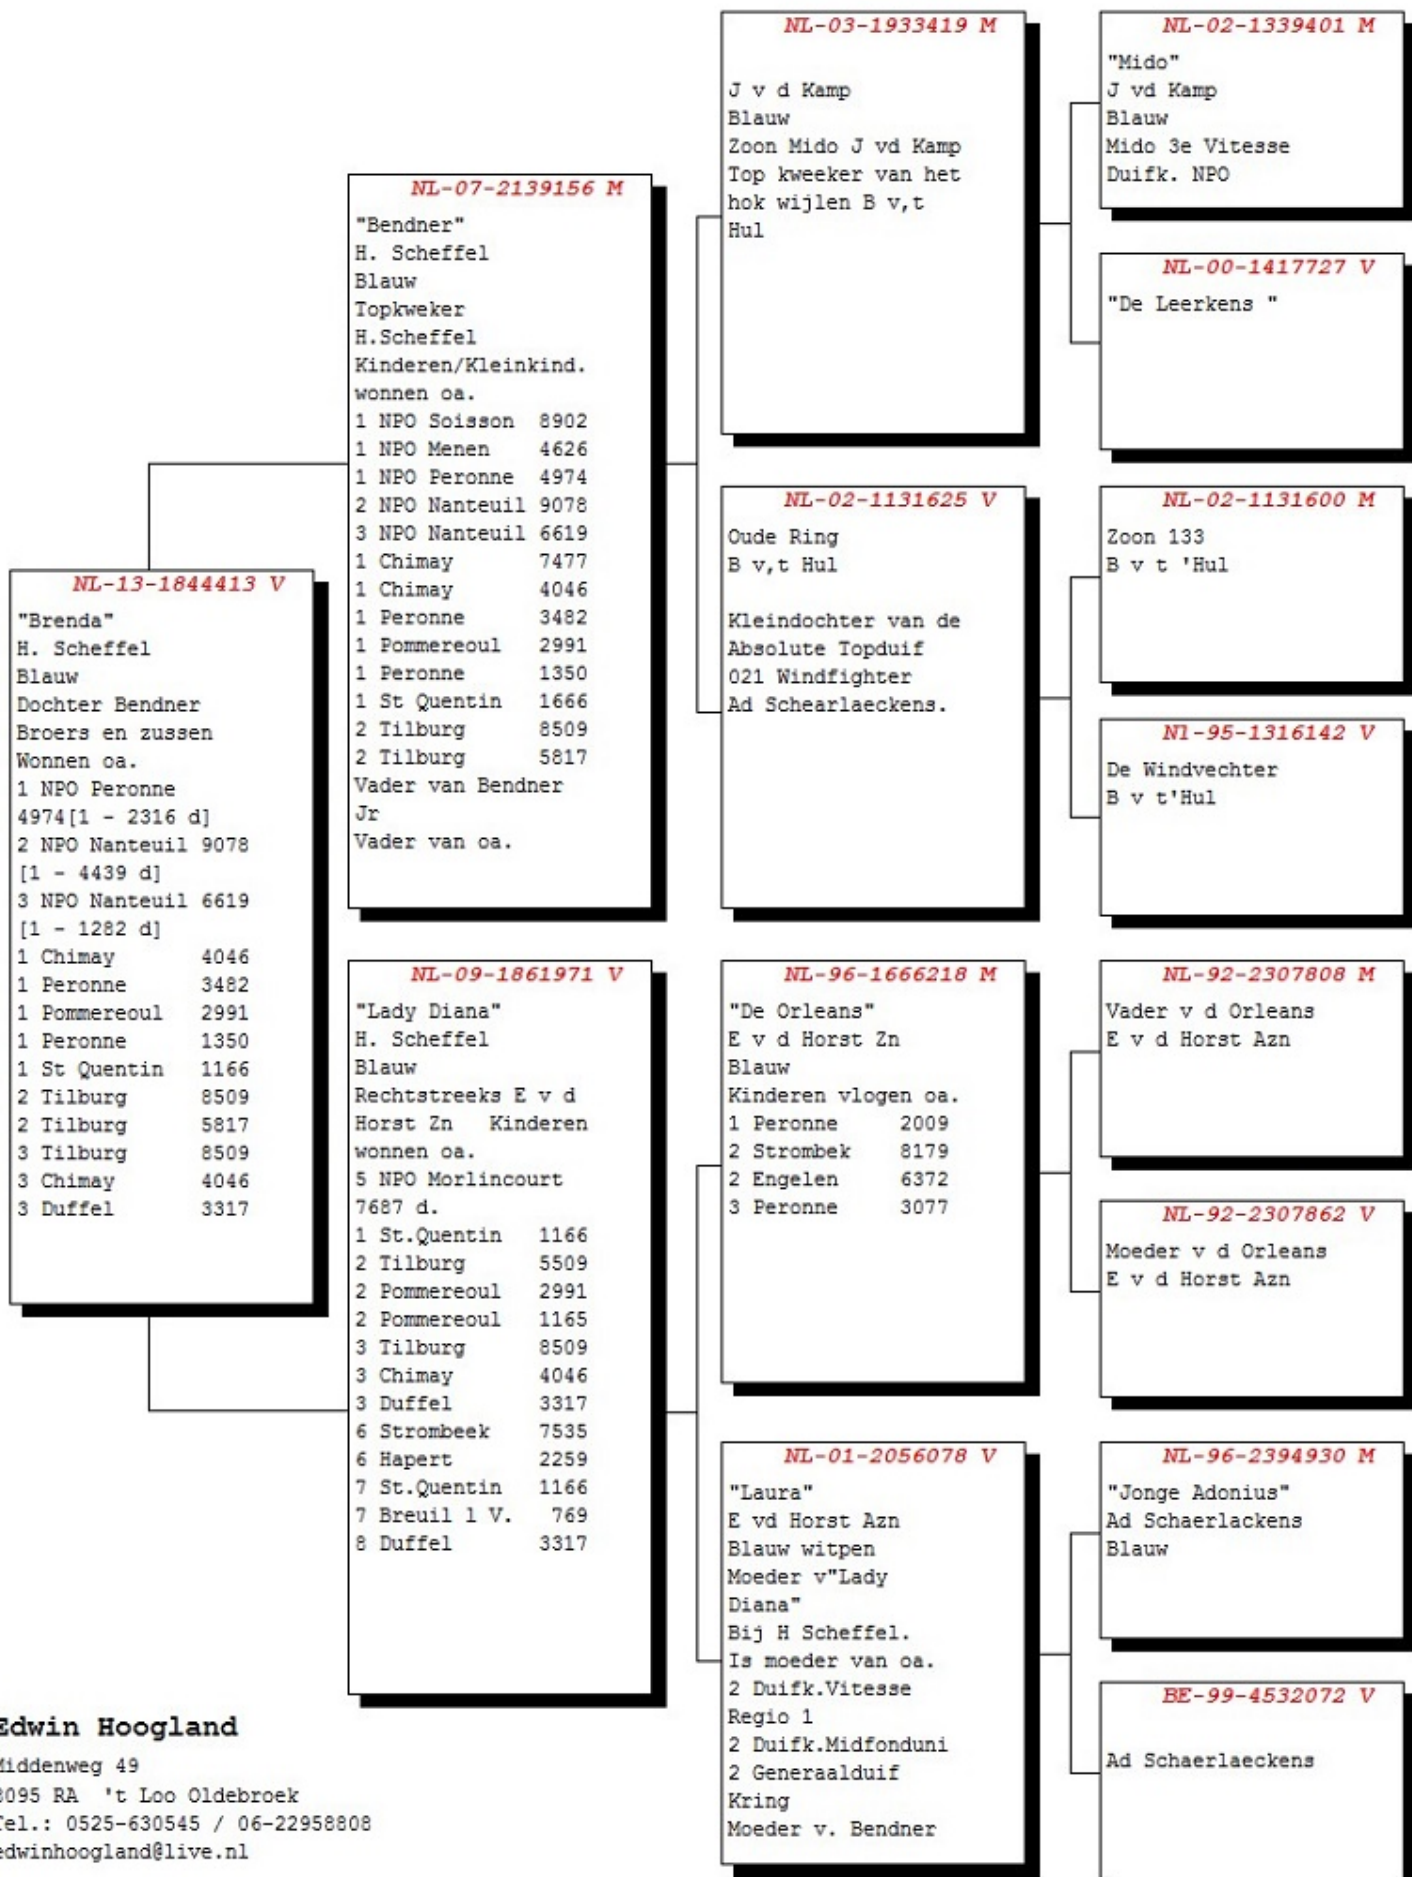 NL-13-1844413 V
"Brenda"
H. Scheffel
Blauw
Dochter Bendner
Broers en zussen
Wonnen oa.
1 NPO Peronne
4974[1 - 2316 d]
2 NPO Nanteuil 9078
[1 - 4439 d]
3 NPO Nanteuil 6619
[1 - 1282 d]
1 Chimay 4046
1 Peronne 3482
1 Pommereoul 2991
1 Peronne 1350
1 St Quentin 1166
2 Tilburg 8509
2 Tilburg 5817
3 Tilburg 8509
3 Chimay 4046
3 Duffel 3317
NL-07-2139156 M
"Bendner"
H. Scheffel
Blauw
Topkweker
H.Scheffel
Kinderen/Kleinkind.
wonnen oa.
1 NPO Soisson 8902
1 NPO Menen 4626
1 NPO Peronne 4974
2 NPO Nanteuil 9078
3 NPO Nanteuil 6619
1 Chimay 7477
1 Chimay 4046
1 Peronne 3482
1 Pommereoul 2991
1 Peronne 1350
1 St Quentin 1666
2 Tilburg 8509
2 Tilburg 5817
Vader van Bendner
Jr
Vader van oa.
NL-09-1861971 V
"Lady Diana"
H. Scheffel
Blauw
Rechtstreeks E v d
Horst Zn Kinderen
wonnen oa.
5 NPO Morlincourt
7687 d.
1 St.Quentin 1166
2 Tilburg 5509
2 Pommereoul 2991
2 Pommereoul 1165
3 Tilburg 8509
3 Chimay 4046
3 Duffel 3317
6 Strombeek 7535
6 Hapert 2259
7 St.Quentin 1166
7 Breuil l V. 769
8 Duffel 3317
NL-03-1933419 M
J v d Kamp
Blauw
Zoon Mido J vd Kamp
Top kweeker van het
hok wijlen B v,t
Hul
NL-02-1131625 V
Oude Ring
B v,t Hul
Kleindochter van de
Absolute Topduif
021 Windfighter
Ad Schearlaeckens.
NL-96-1666218 M
"De Orleans"
E v d Horst Zn
Blauw
Kinderen vlogen oa.
1 Peronne 2009
2 Strombek 8179
2 Engelen 6372
3 Peronne 3077
NL-01-2056078 V
"Laura"
E vd Horst Azn
Blauw witpen
Moeder v"Lady
Diana"
Bij H Scheffel.
Is moeder van oa.
2 Duifk.Vitesse
Regio 1
2 Duifk.Midfonduni
2 Generaalduif
Kring
Moeder v. Bendner
NL-02-1339401 M
"Mido"
J vd Kamp
Blauw
Mido 3e Vitesse
Duifk. NPO
NL-00-1417727 V
"De Leerkens "
NL-02-1131600 M
Zoon 133
B v t 'Hul
Nl-95-1316142 V
De Windvechter
B v t'Hul
NL-92-2307808 M
Vader v d Orleans
E v d Horst Azn
NL-92-2307862 V
Moeder v d Orleans
E v d Horst Azn
NL-96-2394930 M
"Jonge Adonius"
Ad Schaerlackens
Blauw
BE-99-4532072 V
Ad Schaerlaeckens
Edwin Hoogland
Middenweg 49
8095 RA 't Loo Oldebroek
Tel.: 0525-630545 / 06-22958808
edwinhoogland@live.nl